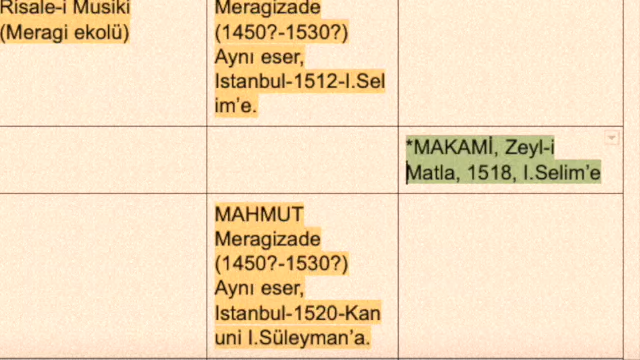 Risale-i Musiki
(Meragi ekolü)
Meragizade
(1450?-1530?)
Aynı eser,
Istanbul-1512-I.Sel
im’e.
*MAKAMİ, Zeyl-i
Matla, 1518, I.Selim’e
MAHMUT
Meragizade
(1450?-1530?)
Aynı eser,
Istanbul-1520-Kan
uni I.Süleyman’a.